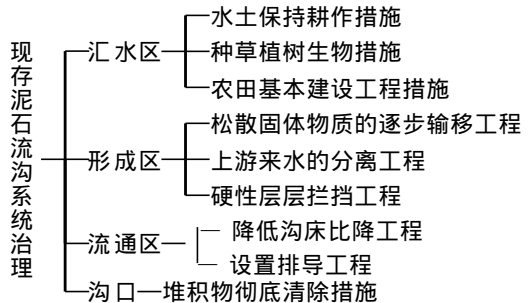 现存泥石流沟系统治理
汇水区
水土保持耕作措施
种草植树生物措施
农田基本建设工程措施
形成区
松散固体物质的逐步输移工程
上游来水的分离工程
硬性层层拦挡工程
流通区
降低沟床比降工程
设置排导工程
沟口
堆积物彻底清除措施